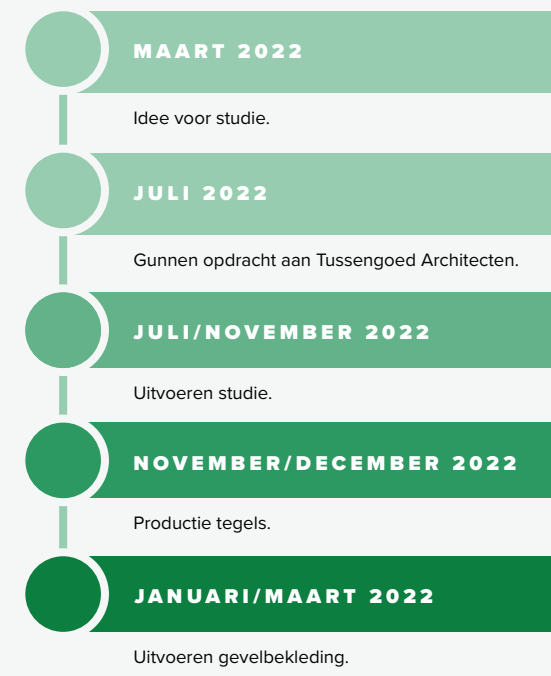 MAART 2022
Idee voor studie.
JULI 2022
Gunnen opdracht aan Tussengoed Architecten.
JULI/NOVEMBER 2022
Uitvoeren studie.
NOVEMBER/DECEMBER 2022
Productie tegels.
JANUARI/MAART 2022
Uitvoeren gevelbekleding.